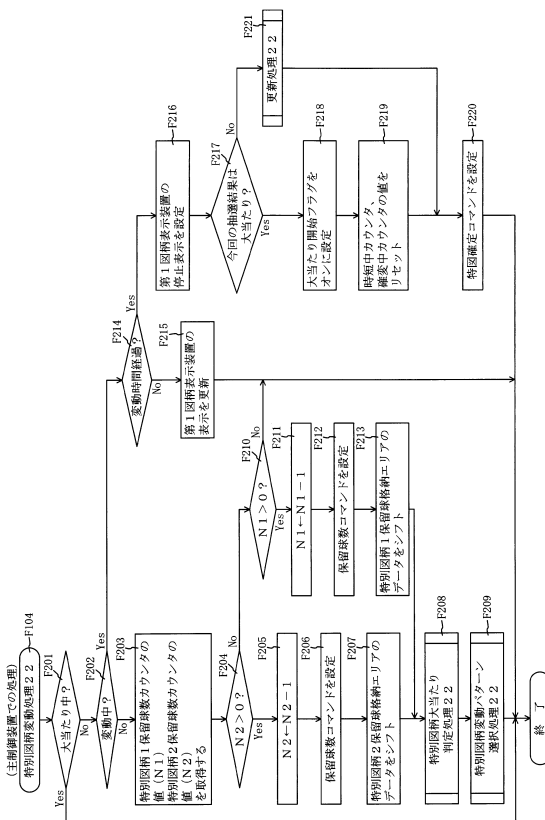 (主制御装置での処理)
特別図柄変動処理22
F104
大当たり中？
F201
Yes
No
変動中？
F202
Yes
No
特別図柄1保留球数カウンタの
値(N1)
特別図柄2保留球数カウンタの
値(N2)
を取得する
F203
N2＞0？
F204
No
Yes
N2←N2－1
F205
保留球数コマンドを設定
F206
特別図柄2保留球格納エリアの
データをシフト
F207
特別図柄大当たり
判定処理22
F208
特別図柄変動パターン
選択処理22
F209
N1＞0？
F210
No
Yes
N1←N1－1
F211
保留球数コマンドを設定
F212
特別図柄1保留球格納エリアの
データをシフト
F213
変動時間経過？
F214
Yes
No
第1図柄表示装置の
表示を更新
F215
第1図柄表示装置の
停止表示を設定
F216
今回の抽選結果は
大当たり？
F217
No
Yes
大当たり開始フラグを
オンに設定
F218
時短中カウンタ、
確変中カウンタの値を
リセット
F219
特図確定コマンドを設定
F220
更新処理22
F221
終了